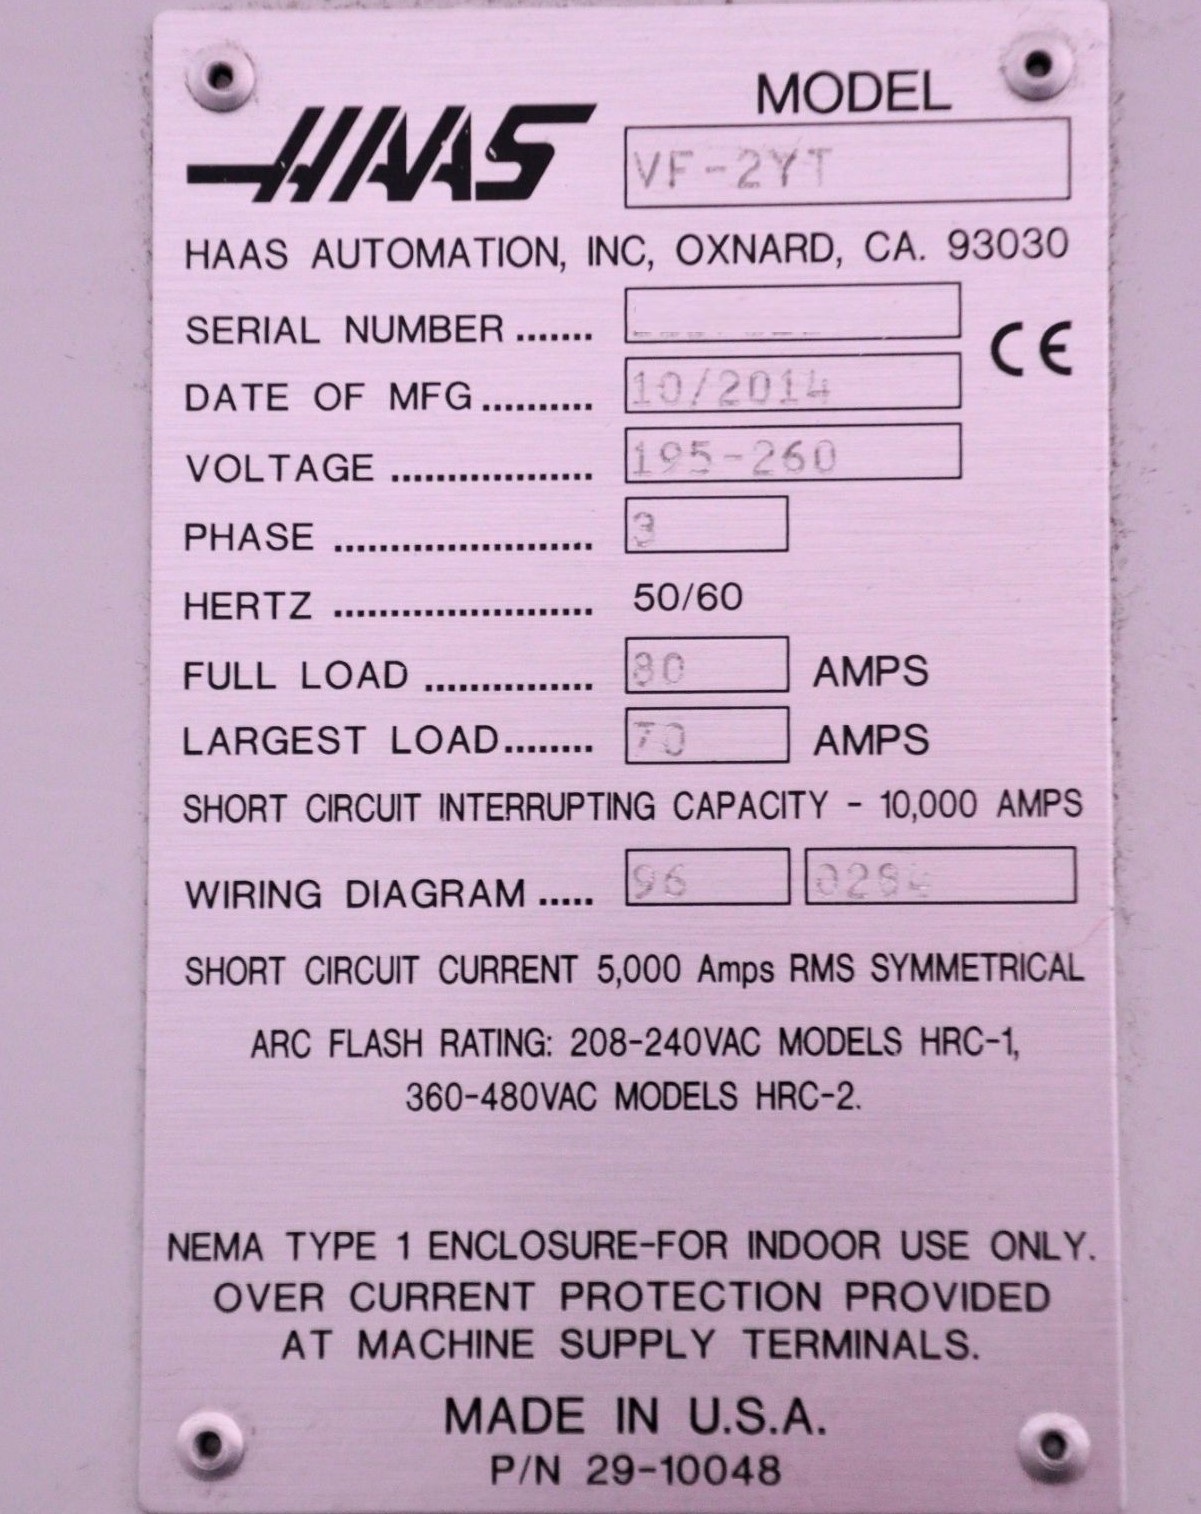 HAAS
MODEL
VF-2YT
HAAS AUTOMATION, INC, OXNARD, CA. 93030
SERIAL NUMBER .......
CE
DATE OF MFG .......... 10/2014
VOLTAGE .................. 195-260
PHASE ....................... 3
HERTZ ....................... 50/60
FULL LOAD ............... 80 AMPS
LARGEST LOAD ........ 70 AMPS
SHORT CIRCUIT INTERRUPTING CAPACITY - 10,000 AMPS
WIRING DIAGRAM ..... 96
SHORT CIRCUIT CURRENT 5,000 Amps RMS SYMMETRICAL
ARC FLASH RATING: 208-240VAC MODELS HRC-1,
360-480VAC MODELS HRC-2.
NEMA TYPE 1 ENCLOSURE-FOR INDOOR USE ONLY.
OVER CURRENT PROTECTION PROVIDED
AT MACHINE SUPPLY TERMINALS.
MADE IN U.S.A.
P/N 29-10048